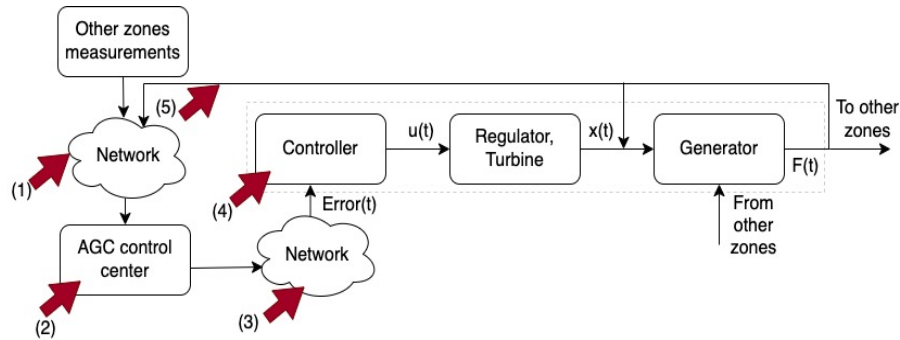 Other zones
measurements
(5)
To other
zones
Network
Controller
u(t)
Regulator,
Turbine
x(t)
Generator
F(t)
(1)
(4)
Error(t)
From
other
zones
AGC control
center
Network
(2)
(3)